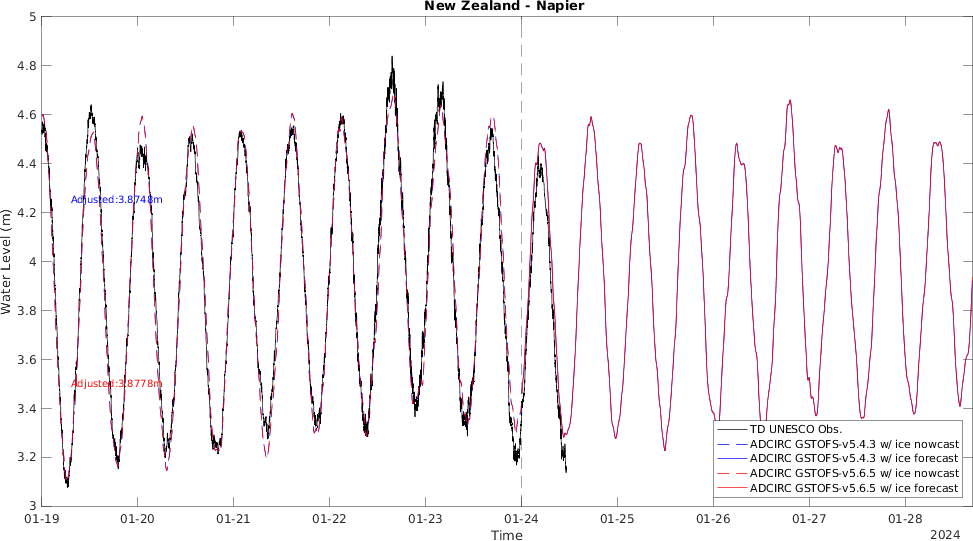 New Zealand - Napier
5
4.8
4.6
4.4
4.2
4
3.8
3.6
3.4
3.2
3
Water Level (m)
Adjusted:3.8748m
Adjusted:3.8778m
TD UNESCO Obs.
ADCIRC GSTOFS-v5.4.3 w/ ice nowcast
ADCIRC GSTOFS-v5.4.3 w/ ice forecast
ADCIRC GSTOFS-v5.6.5 w/ ice nowcast
ADCIRC GSTOFS-v5.6.5 w/ ice forecast
01-19 01-20 01-21 01-22 01-23 01-24 01-25 01-26 01-27 01-28
Time
2024